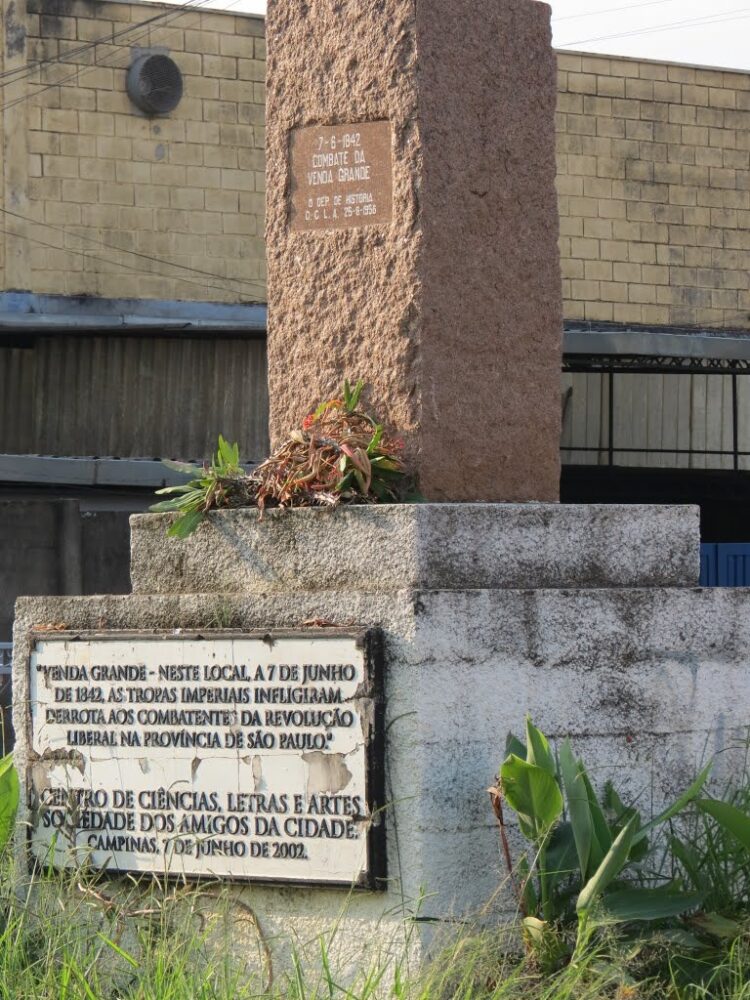 7-6-1842
COMBATE DA
VENDA GRANDE
O DEP. DE HISTORIA
D C. L. A. 25-6-1956
"VENDA GRANDE - NESTE LOCAL, A 7 DE JUNHO
DE 1842, AS TROPAS IMPERIAIS INFLIGIRAM
DERROTA AOS COMBATENTES DA REVOLUÇÃO
LIBERAL NA PROVÍNCIA DE SÃO PAULO."
CENTRO DE CIÊNCIAS, LETRAS E ARTES
SOCIEDADE DOS AMIGOS DA CIDADE.
CAMPINAS, 7 DE JUNHO DE 2002.